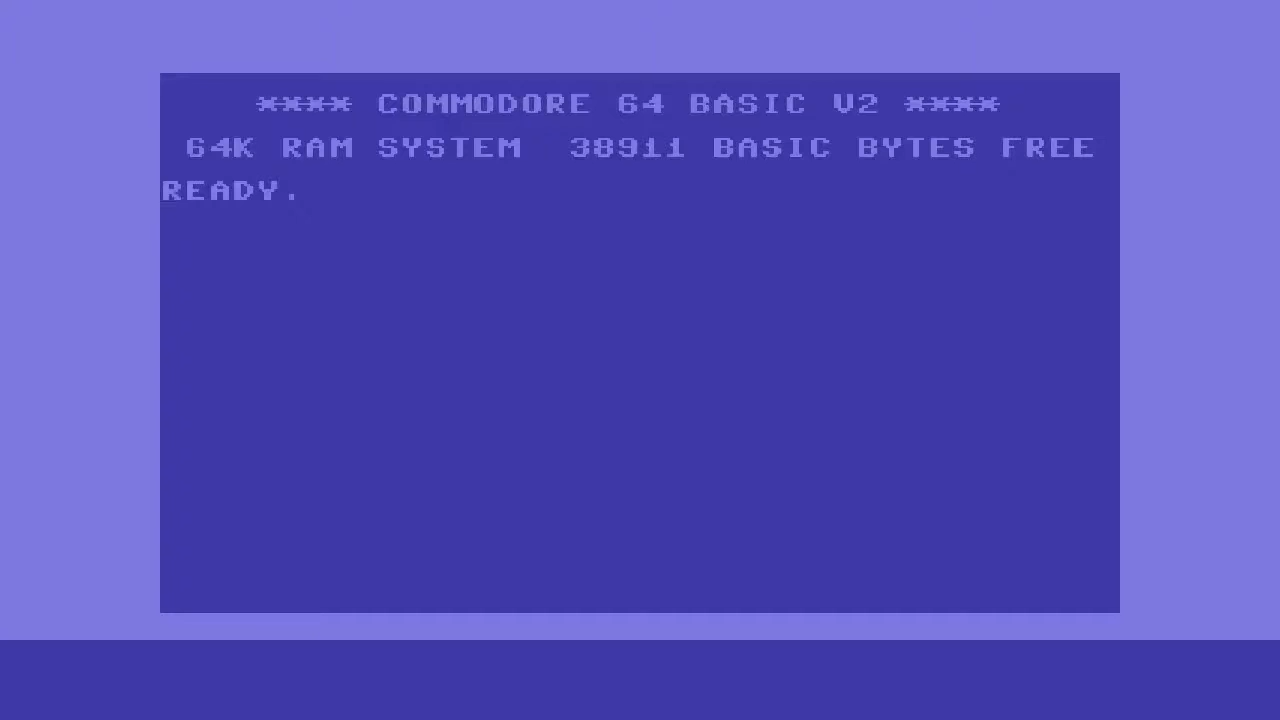 **** COMMODORE 64 BASIC V2 ****
64K RAM SYSTEM  38911 BASIC BYTES FREE
READY.